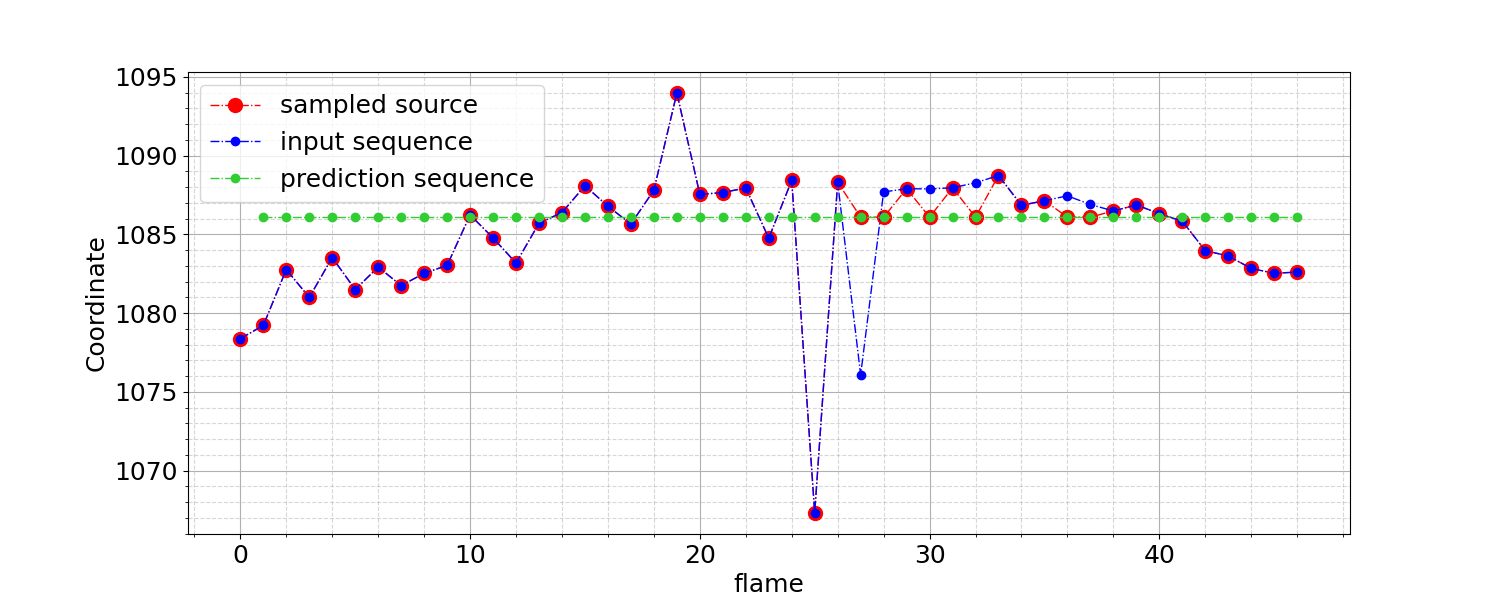 1095
1090
1085
1080
1075
1070
Coordinate
sampled source
input sequence
prediction sequence
0 10 20 30 40
flame